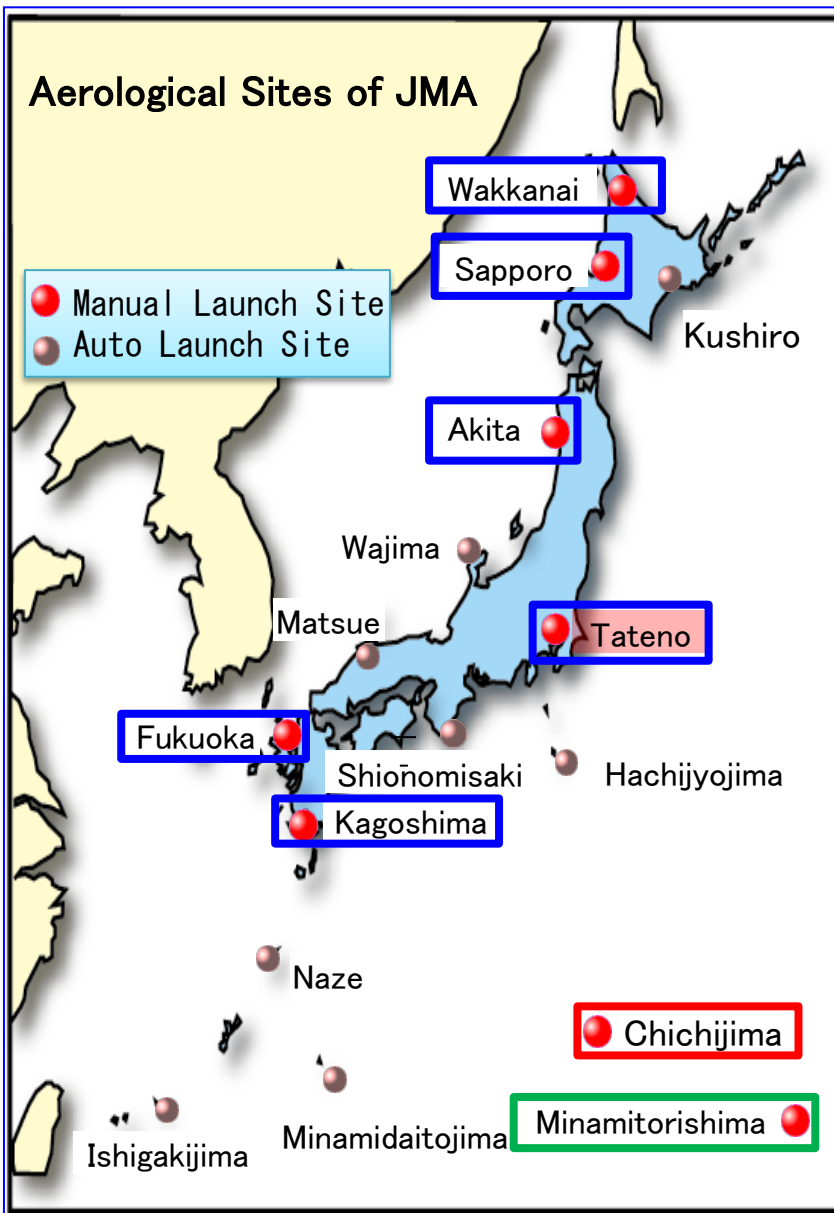 Aerological Sites of JMA
Wakkanai
Sapporo
Manual Launch Site
Auto Launch Site
Kushiro
Akita
Wajima
Matsue
Tateno
Fukuoka
Shionomisaki
Hachijyojima
Kagoshima
Naze
Chichijima
Minamidaitojima
Minamitorishima
Ishigakijima